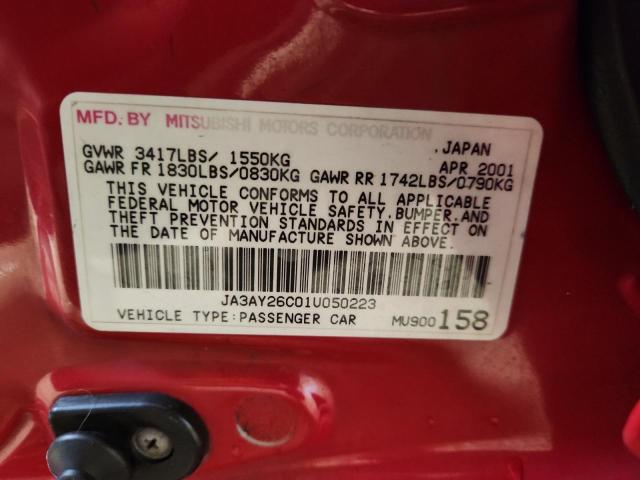 MFD. BY MITSUBISHI MOTORS CORPORATION
, JAPAN
GVWR 3417LBS/ 1550KG APR 2001
GAWR FR 1830LBS/0830KG GAWR RR 1742LBS/0790KG
THIS VEHICLE CONFORMS TO ALL APPLICABLE
FEDERAL MOTOR VEHICLE SAFETY,BUMPER,AND
THEFT PREVENTION STANDARDS IN EFFECT ON
THE DATE OF MANUFACTURE SHOWN ABOVE.
JA3AY26C01U050223
VEHICLE TYPE:PASSENGER CAR MU900158